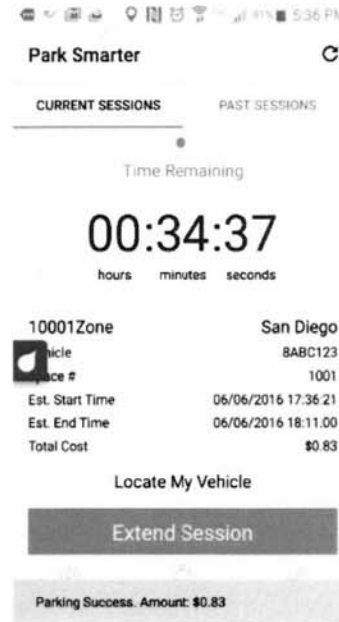 5:36 PM
Park Smarter
CURRENT SESSIONS PAST SESSIONS
Time Remaining
00:34:37
hours minutes seconds
10001Zone San Diego
hicle 8ABC123
ace # 1001
Est. Start Time 06/06/2016 17:36:21
Est. End Time 06/06/2016 18:11:00
Total Cost $0.83
Locate My Vehicle
Extend Session
Parking Success. Amount: $0.83